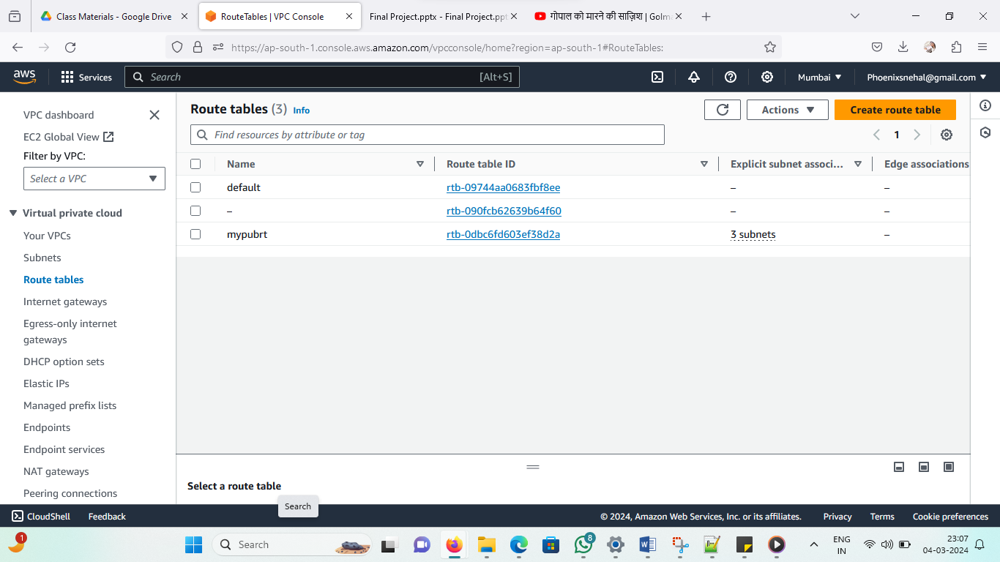 Class Materials - Google Drive
RouteTables | VPC Console
Final Project.pptx - Final Project.ppt
गोपाल को मारने की साज़िश | Golm
https://ap-south-1.console.aws.amazon.com/vpcconsole/home?region=ap-south-1#RouteTables:
aws
Services
Search
[Alt+S]
Mumbai
Phoenixsnehal@gmail.com
VPC dashboard
EC2 Global View
Filter by VPC:
Select a VPC
Virtual private cloud
Your VPCs
Subnets
Route tables
Internet gateways
Egress-only internet
gateways
DHCP option sets
Elastic IPs
Managed prefix lists
Endpoints
Endpoint services
NAT gateways
Peering connections
Route tables (3) Info
Actions
Create route table
Find resources by attribute or tag
1
Name Route table ID Explicit subnet associ... Edge associations
default rtb-09744aa0683fbf8ee – –
– rtb-090fcb62639b64f60 – –
mypubrt rtb-0dbc6fd603ef38d2a 3 subnets –
Select a route table
Search
CloudShell Feedback © 2024, Amazon Web Services, Inc. or its affiliates. Privacy Terms Cookie preferences
1
Search
8
ENG
IN
23:07
04-03-2024